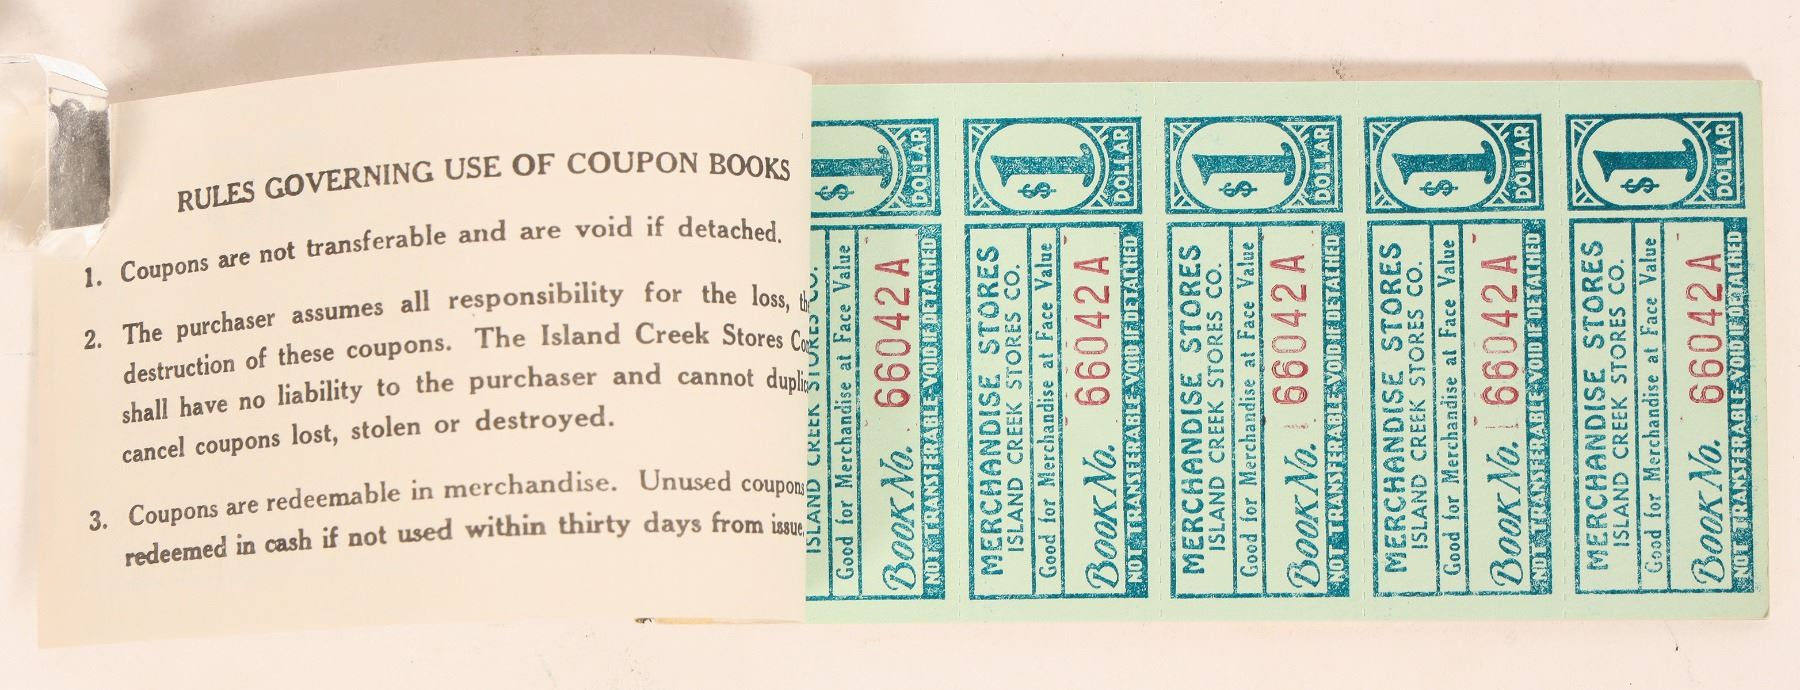 RULES GOVERNING USE OF COUPON BOOKS
1. Coupons are not transferable and are void if detached.
2. The purchaser assumes all responsibility for the loss,
destruction of these coupons. The Island Creek Stores
shall have no liability to the purchaser and cannot
cancel coupons lost, stolen or destroyed.
3. Coupons are redeemable in merchandise. Unused coupons
redeemed in cash if not used within thirty days from issue,
$1
DOLLAR
ISLAND CREEK STORES CO.
Good for Merchandise at Face Value
Book No. 66042A
NOT TRANSFERABLE-VOID IF DETACHED
$1
DOLLAR
MERCHANDISE STORES
ISLAND CREEK STORES CO.
Good for Merchandise at Face Value
Book No. 66042A
NOT TRANSFERABLE-VOID IF DETACHED
$1
DOLLAR
MERCHANDISE STORES
ISLAND CREEK STORES CO.
Good for Merchandise at Face Value
Book No. 66042A
NOT TRANSFERABLE-VOID IF DETACHED
$1
DOLLAR
MERCHANDISE STORES
ISLAND CREEK STORES CO.
Good for Merchandise at Face Value
Book No. 66042A
NOT TRANSFERABLE-VOID IF DETACHED
$1
DOLLAR
MERCHANDISE STORES
ISLAND CREEK STORES CO.
Good for Merchandise at Face Value
Book No. 66042A
NOT TRANSFERABLE-VOID IF DETACHED